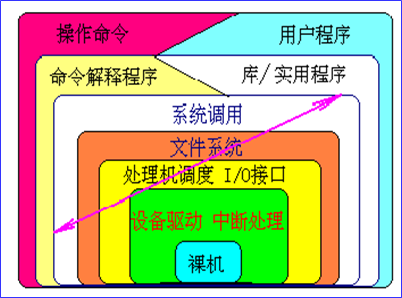 操作命令
用户程序
命令解释程序
库/实用程序
系统调用
文件系统
处理机调度 I/O接口
设备驱动 中断处理
裸机